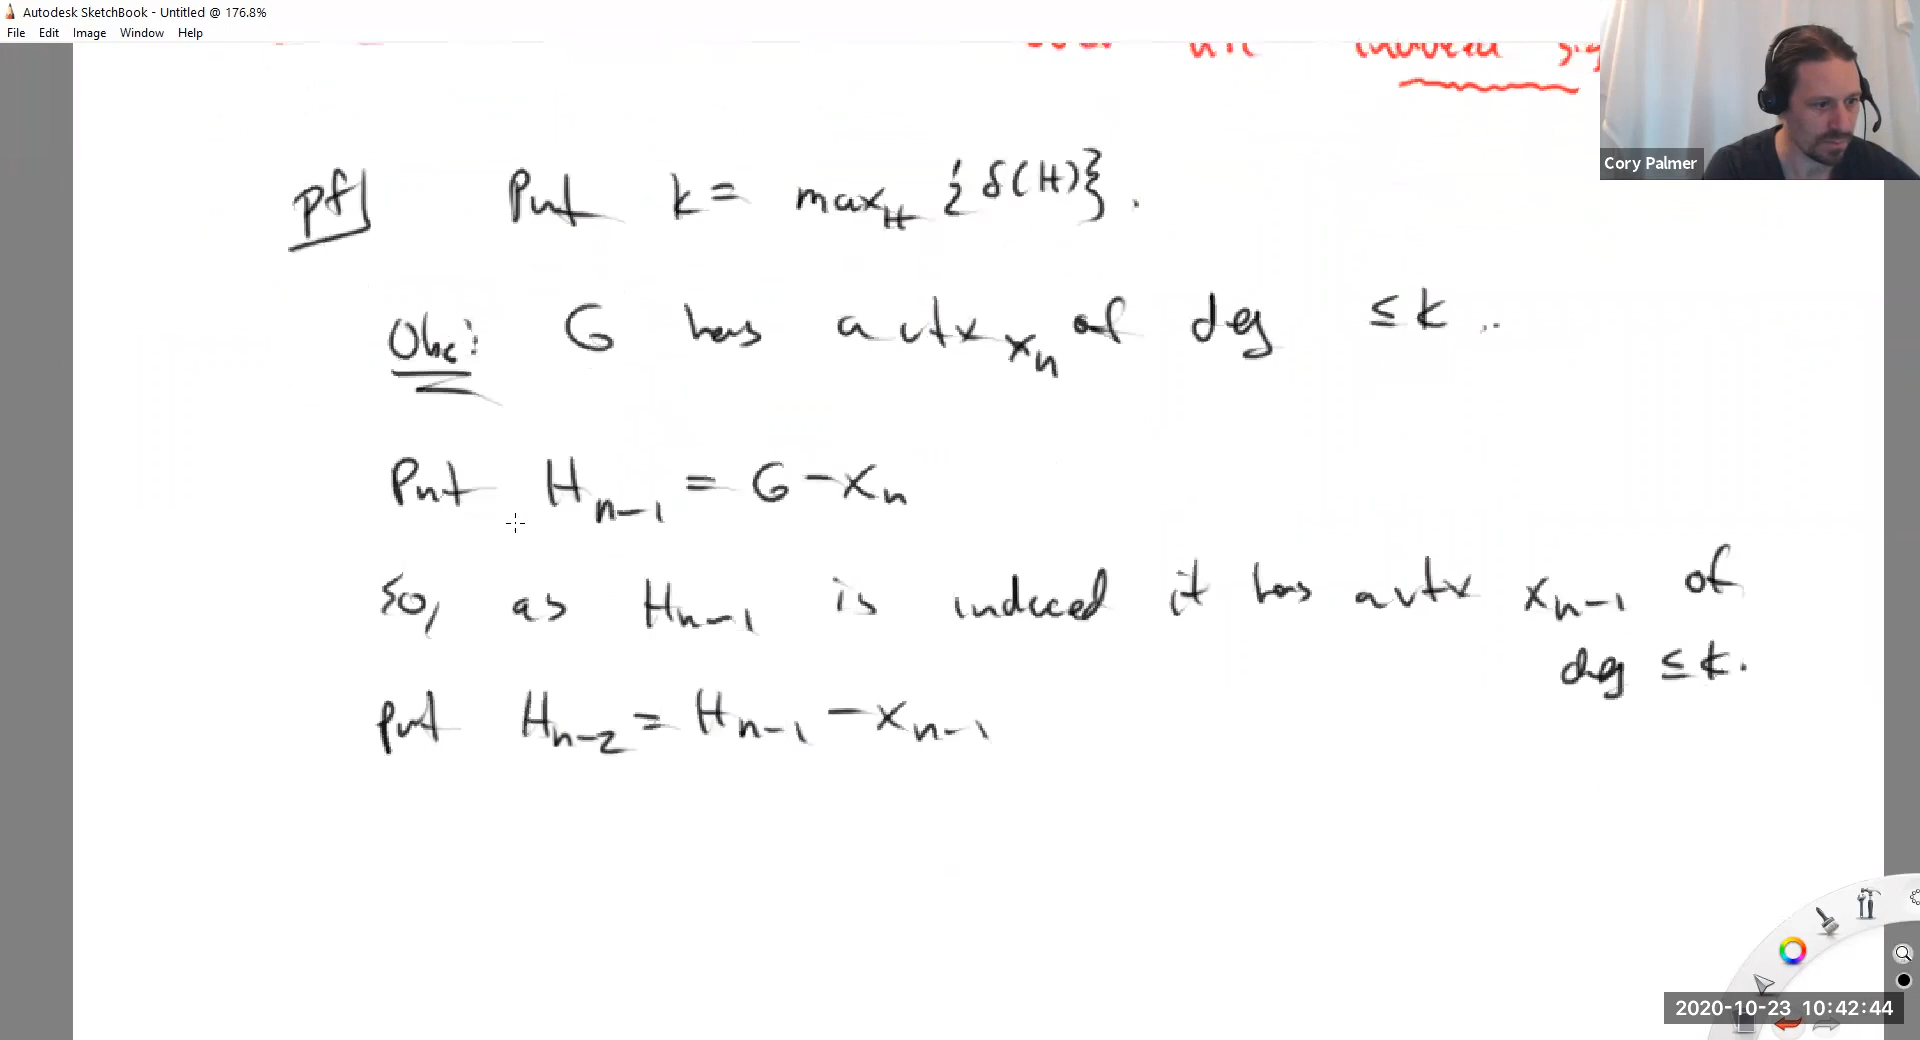 Autodesk SketchBook - Untitled @ 176.8%
File Edit Image Window Help
Cory Palmer
pf] Put k = max_H {δ(H)}.
Obs: G has a vtx x_n of deg ≤ k.
Put H_{n-1} = G - x_n
So, as H_{n-1} is induced it has a vtx x_{n-1} of
deg ≤ k.
put H_{n-2} = H_{n-1} - x_{n-1}
2020-10-23 10:42:44